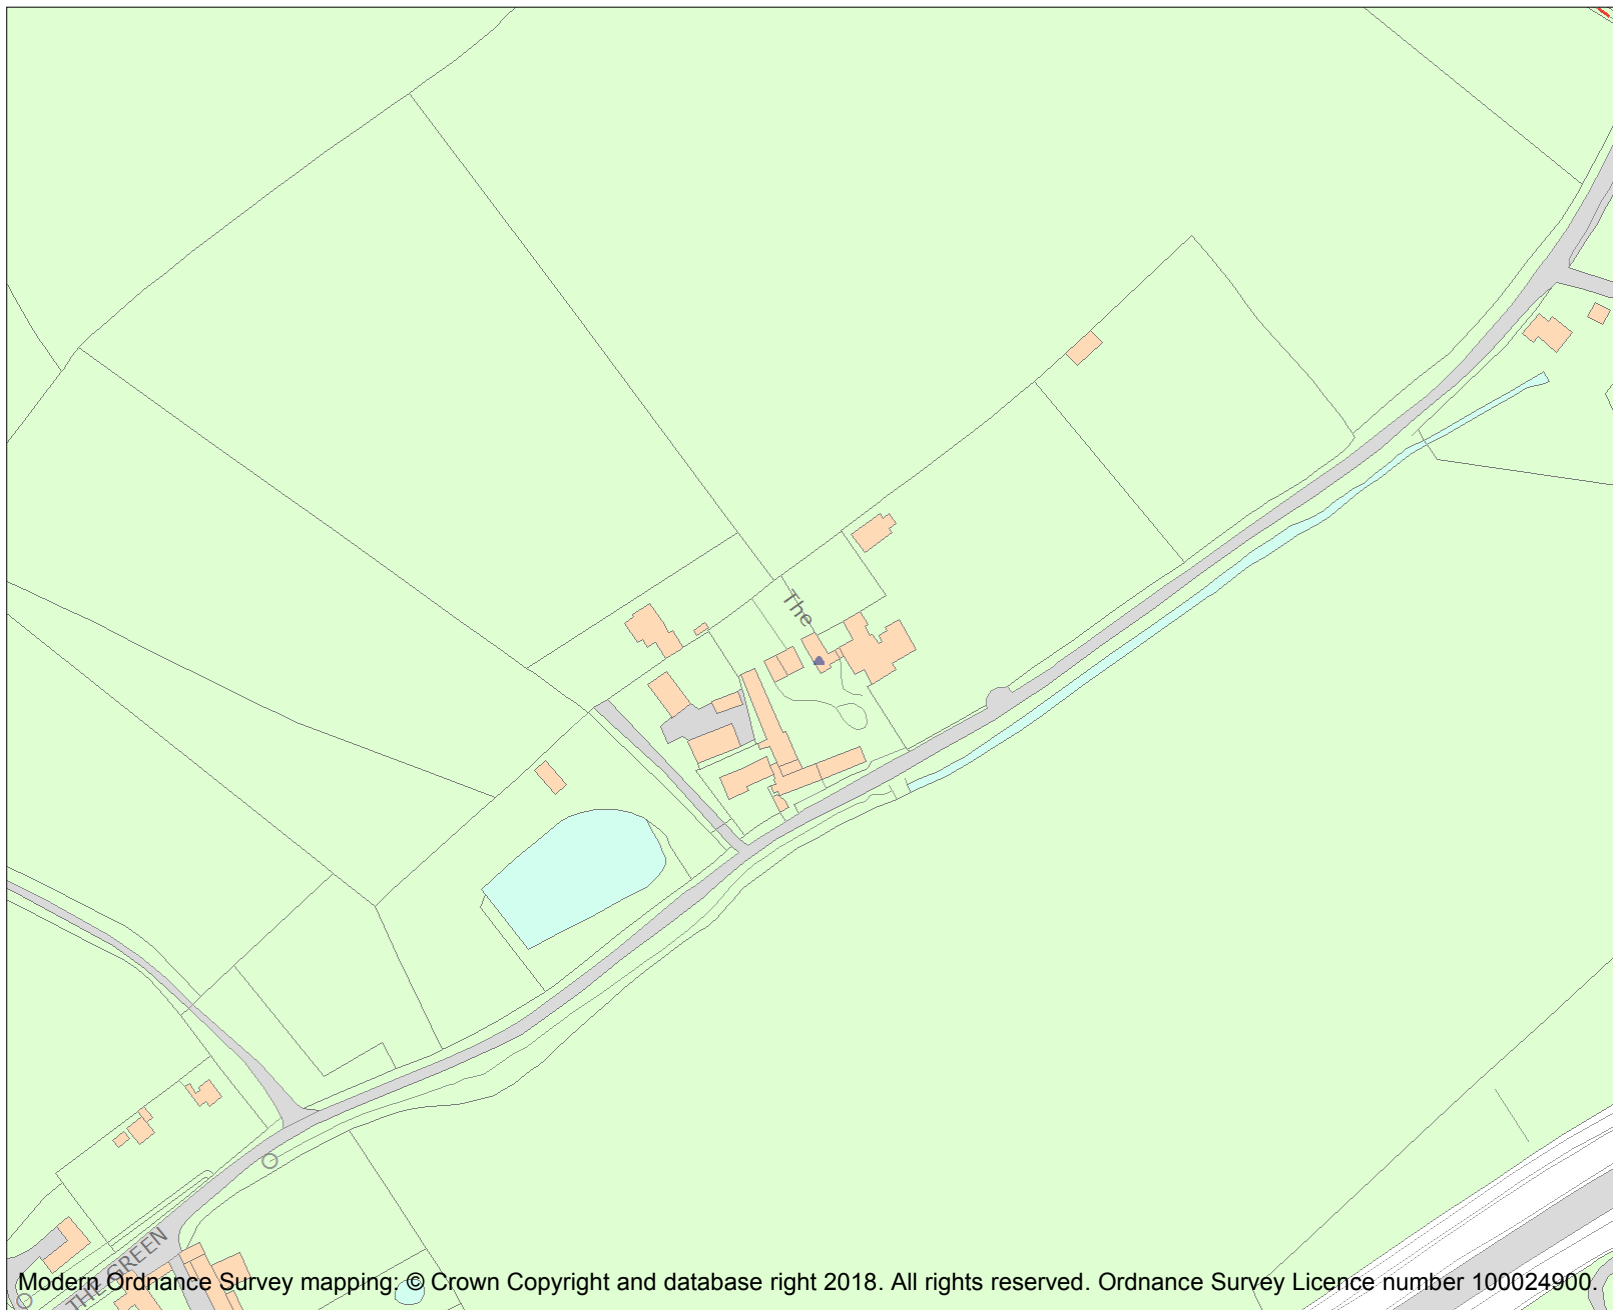 The
THE GREEN
Modern Ordnance Survey mapping: © Crown Copyright and database right 2018. All rights reserved. Ordnance Survey Licence number 100024900.